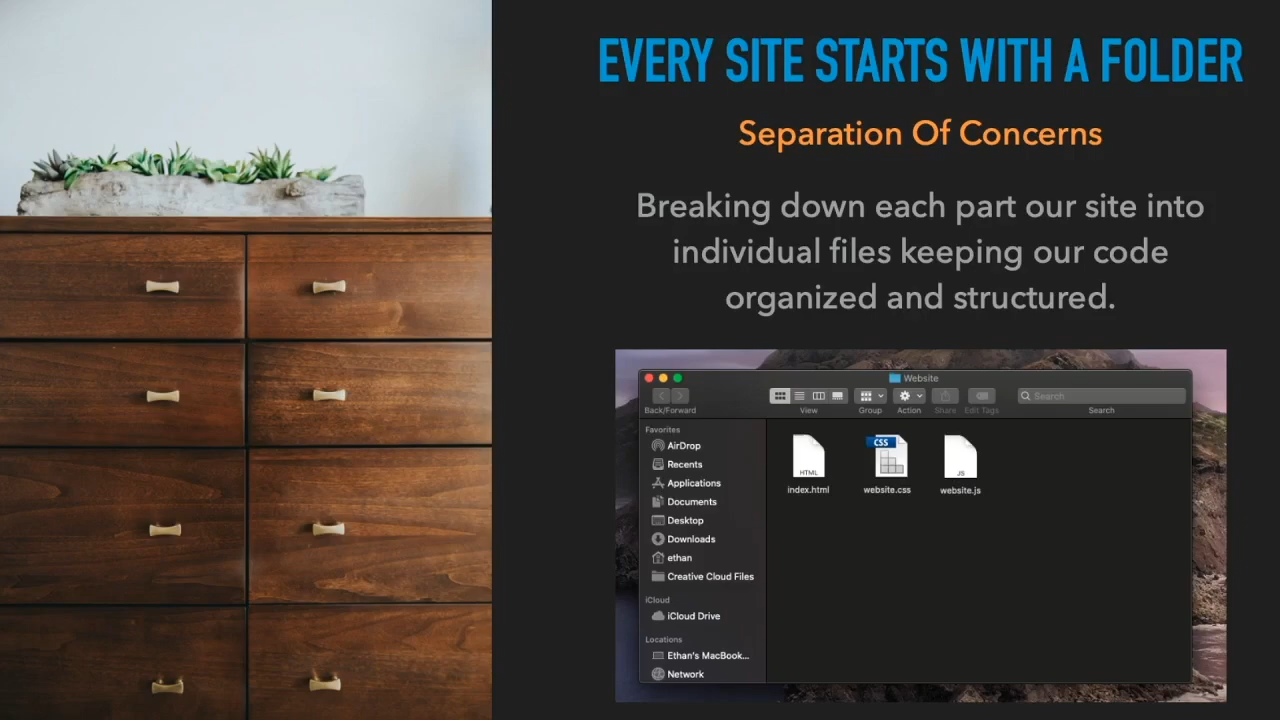 EVERY SITE STARTS WITH A FOLDER
Separation Of Concerns
Breaking down each part our site into
individual files keeping our code
organized and structured.
Website
Search
Back/Forward
View
Group
Action
Share
Edit Tags
Search
Favorites
AirDrop
Recents
Applications
Documents
Desktop
Downloads
ethan
Creative Cloud Files
iCloud
iCloud Drive
Locations
Ethan's MacBook...
Network
HTML
index.html
CSS
website.css
JS
website.js